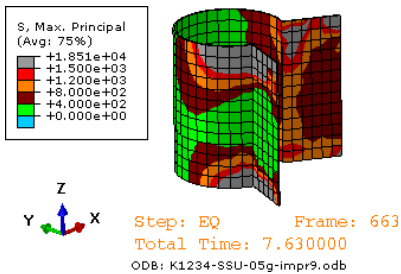 S, Max. Principal
(Avg: 75%)
+1.851e+04
+1.500e+03
+1.200e+03
+8.000e+02
+4.000e+02
+0.000e+00
Z
Y X
Step: EQ Frame: 663
Total Time: 7.630000
ODB: K1234-SSU-05g-impr9.odb